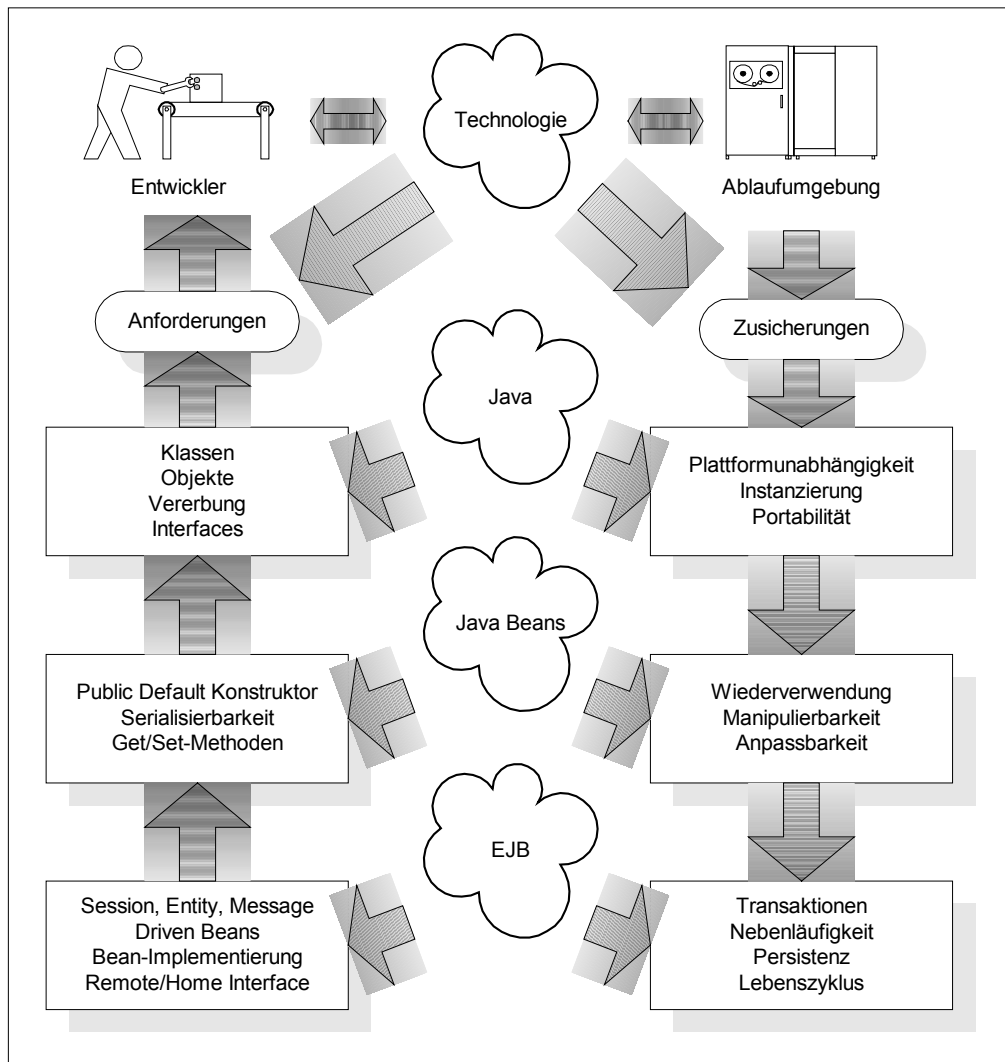 Technologie
Entwickler
Ablaufumgebung
Anforderungen
Zusicherungen
Java
Klassen
Objekte
Vererbung
Interfaces
Plattformunabhängigkeit
Instanzierung
Portabilität
Java Beans
Public Default Konstruktor
Serialisierbarkeit
Get/Set-Methoden
Wiederverwendung
Manipulierbarkeit
Anpassbarkeit
EJB
Session, Entity, Message
Driven Beans
Bean-Implementierung
Remote/Home Interface
Transaktionen
Nebenläufigkeit
Persistenz
Lebenszyklus